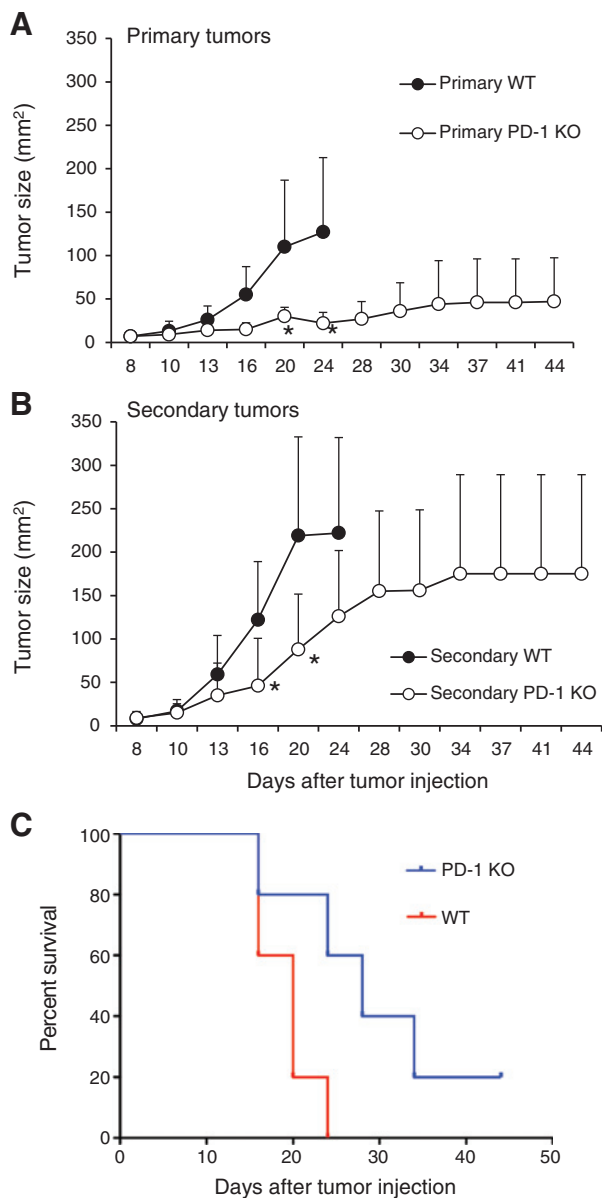 A
Primary tumors
350
300
250
200
150
100
50
0
Tumor size (mm²)
Primary WT
Primary PD-1 KO
* *
8 10 13 16 20 24 28 30 34 37 41 44
B
Secondary tumors
350
300
250
200
150
100
50
0
Tumor size (mm²)
* *
Secondary WT
Secondary PD-1 KO
8 10 13 16 20 24 28 30 34 37 41 44
Days after tumor injection
C
100
80
60
40
20
0
Percent survival
PD-1 KO
WT
0 10 20 30 40 50
Days after tumor injection